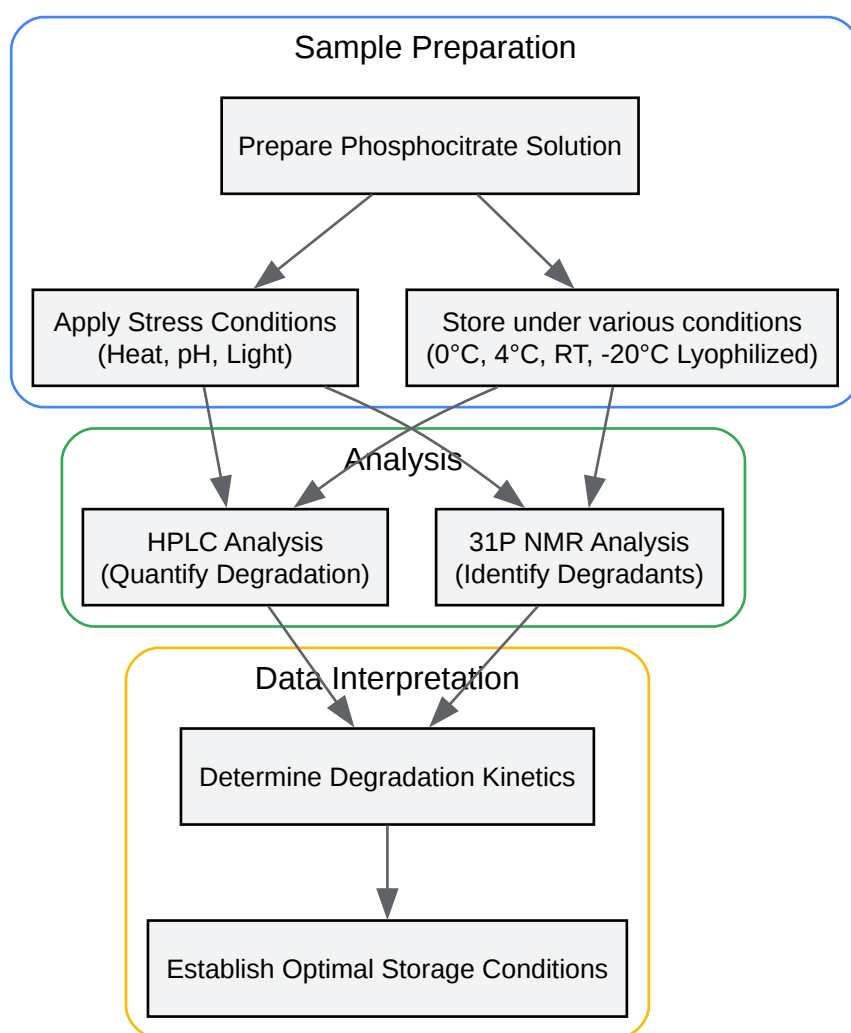 Sample Preparation
Prepare Phosphocitrate Solution
Apply Stress Conditions
(Heat, pH, Light)
Store under various conditions
(0°C, 4°C, RT, -20°C Lyophilized)
Analysis
HPLC Analysis
(Quantify Degradation)
31P NMR Analysis
(Identify Degradants)
Data Interpretation
Determine Degradation Kinetics
Establish Optimal Storage Conditions